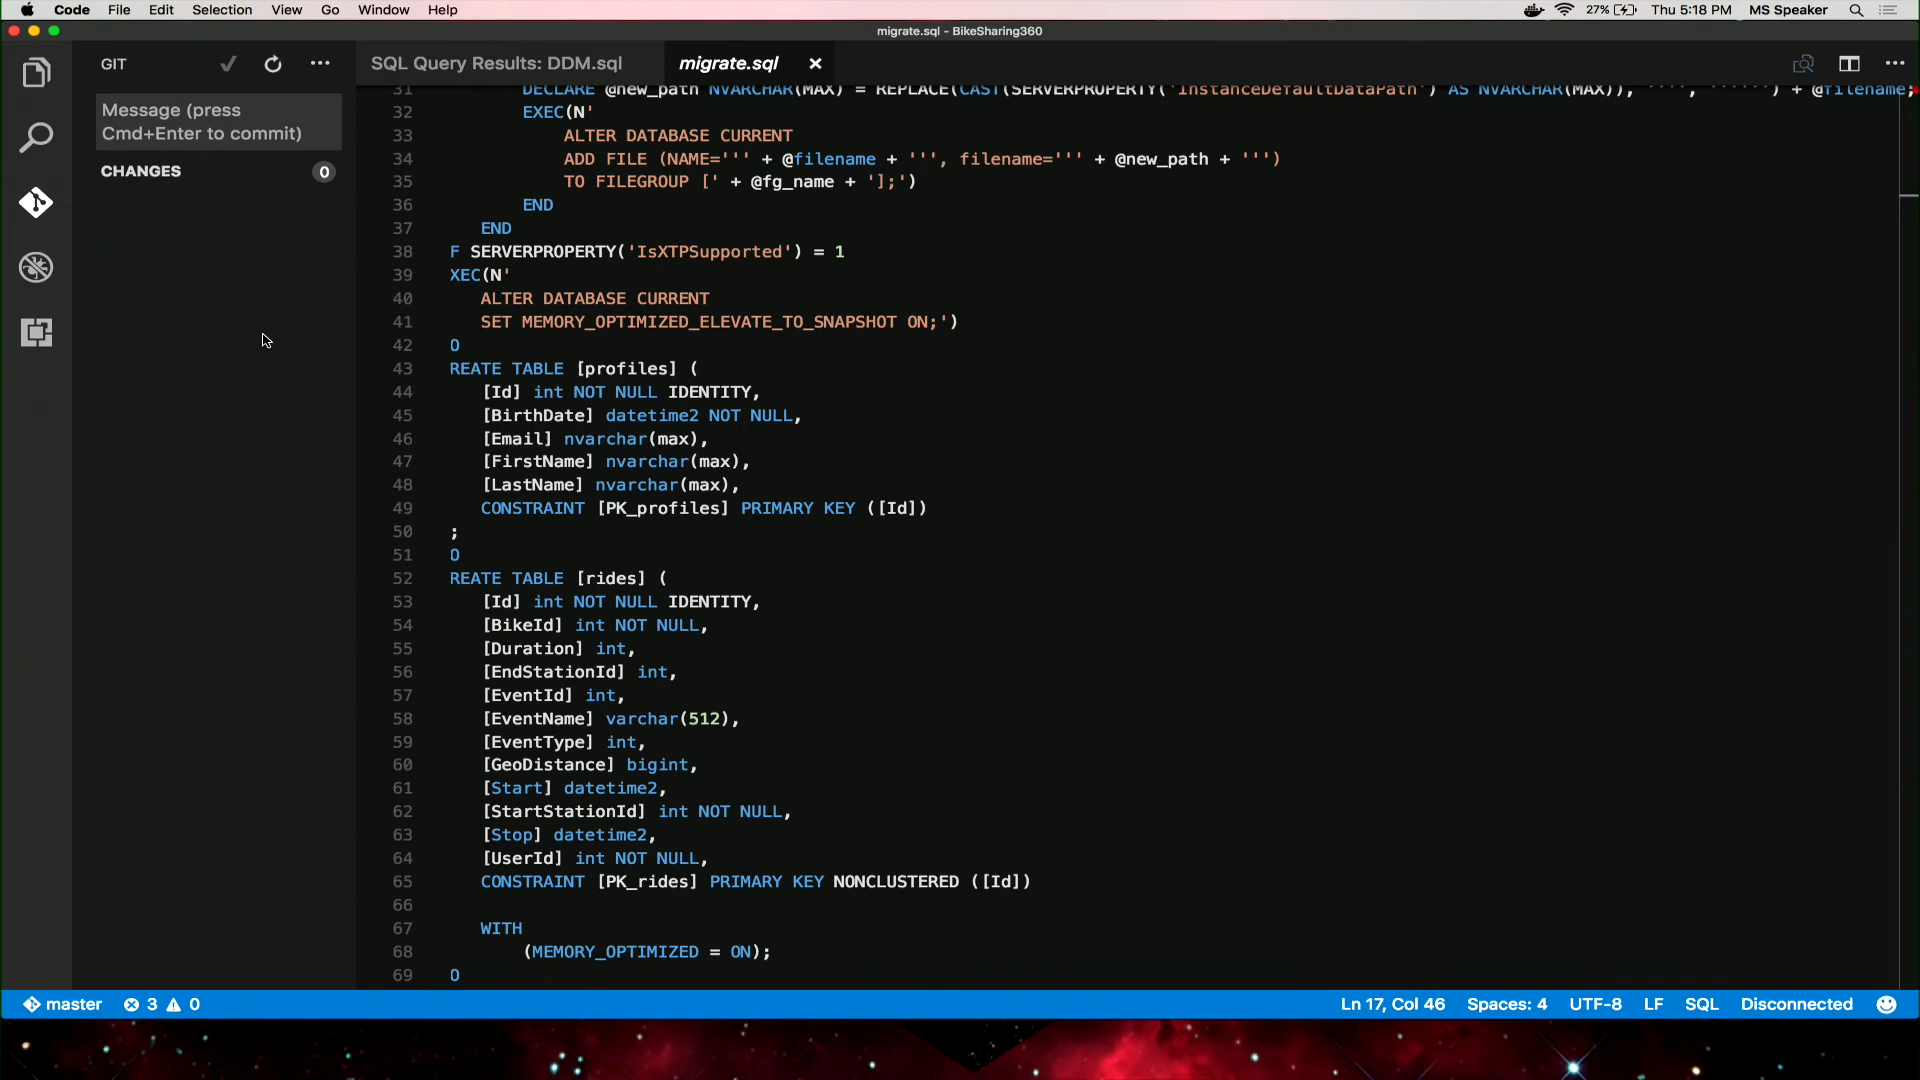 Code File Edit Selection View Go Window Help
27% Thu 5:18 PM MS Speaker
migrate.sql - BikeSharing360
GIT
SQL Query Results: DDM.sql
migrate.sql
Message (press
Cmd+Enter to commit)
CHANGES 0
31 DECLARE @new_path NVARCHAR(MAX) = REPLACE(CAST(SERVERPROPERTY('InstanceDefaultDataPath') AS NVARCHAR(MAX)), '''', '''''') + @filename;
32 EXEC(N'
33 ALTER DATABASE CURRENT
34 ADD FILE (NAME=''' + @filename + ''', filename=''' + @new_path + ''')
35 TO FILEGROUP [' + @fg_name + '];')
36 END
37 END
38 F SERVERPROPERTY('IsXTPSupported') = 1
39 XEC(N'
40 ALTER DATABASE CURRENT
41 SET MEMORY_OPTIMIZED_ELEVATE_TO_SNAPSHOT ON;')
42 O
43 REATE TABLE [profiles] (
44 [Id] int NOT NULL IDENTITY,
45 [BirthDate] datetime2 NOT NULL,
46 [Email] nvarchar(max),
47 [FirstName] nvarchar(max),
48 [LastName] nvarchar(max),
49 CONSTRAINT [PK_profiles] PRIMARY KEY ([Id])
50 ;
51 O
52 REATE TABLE [rides] (
53 [Id] int NOT NULL IDENTITY,
54 [BikeId] int NOT NULL,
55 [Duration] int,
56 [EndStationId] int,
57 [EventId] int,
58 [EventName] varchar(512),
59 [EventType] int,
60 [GeoDistance] bigint,
61 [Start] datetime2,
62 [StartStationId] int NOT NULL,
63 [Stop] datetime2,
64 [UserId] int NOT NULL,
65 CONSTRAINT [PK_rides] PRIMARY KEY NONCLUSTERED ([Id])
66
67 WITH
68 (MEMORY_OPTIMIZED = ON);
69 O
master 3 0
Ln 17, Col 46 Spaces: 4 UTF-8 LF SQL Disconnected